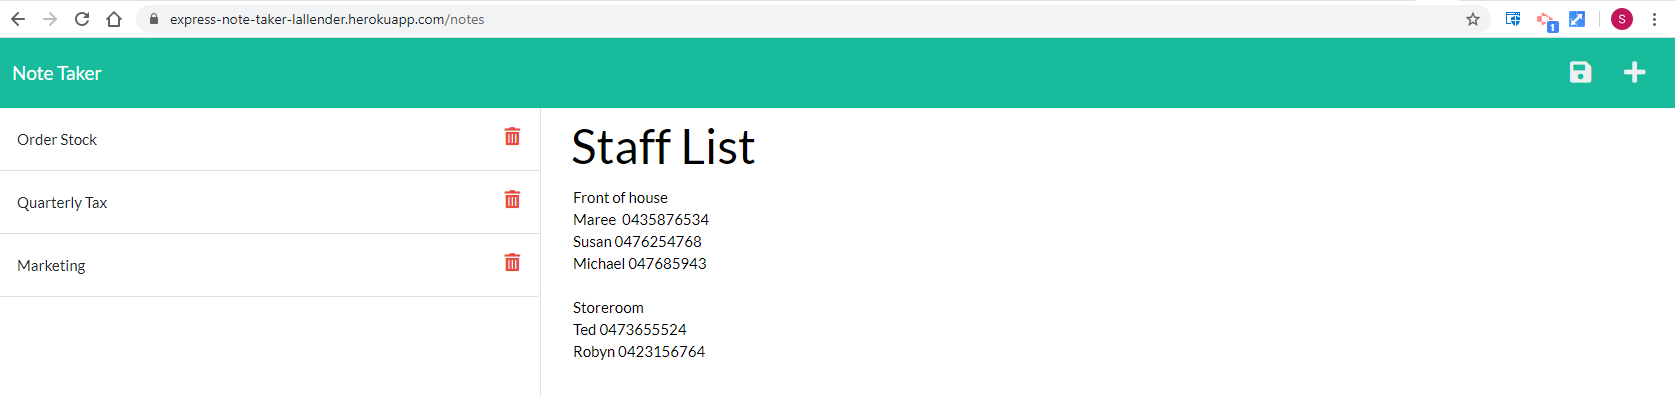 express-note-taker-lallender.herokuapp.com/notes
S
1
Note Taker
Order Stock
Quarterly Tax
Marketing
Staff List
Front of house
Maree  0435876534
Susan 0476254768
Michael 047685943
Storeroom
Ted 0473655524
Robyn 0423156764